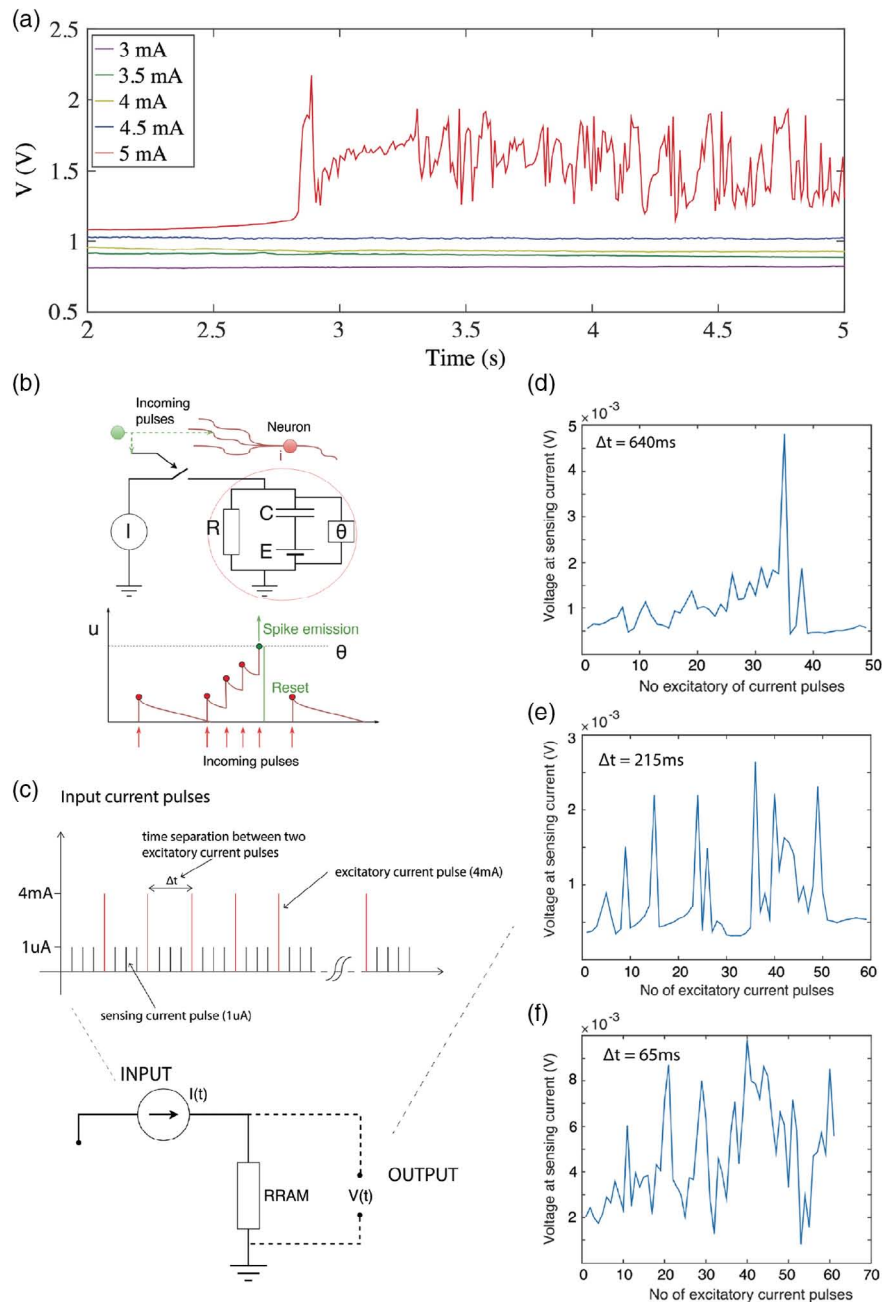 (a)
2.5
2
1.5
1
0.5
V (V)
3 mA
3.5 mA
4 mA
4.5 mA
5 mA
2
2.5
3
3.5
4
4.5
5
Time (s)
(b)
Incoming
pulses
Neuron
i
I
R
C
E
θ
u
Spike emission
θ
Reset
Incoming pulses
(c)
Input current pulses
time separation between two
excitatory current pulses
Δt
excitatory current pulse (4mA)
4mA
1uA
sensing current pulse (1uA)
INPUT
I(t)
RRAM
V(t)
OUTPUT
(d)
× 10⁻³
5
4
3
2
1
Δt = 640ms
Voltage at sensing current (V)
0
10
20
30
40
50
No excitatory of current pulses
(e)
× 10⁻³
3
2
1
Δt = 215ms
Voltage at sensing current (V)
0
10
20
30
40
50
60
No of excitatory current pulses
(f)
× 10⁻³
8
6
4
2
Δt = 65ms
Voltage at sensing current (V)
0
10
20
30
40
50
60
70
No of excitatory current pulses